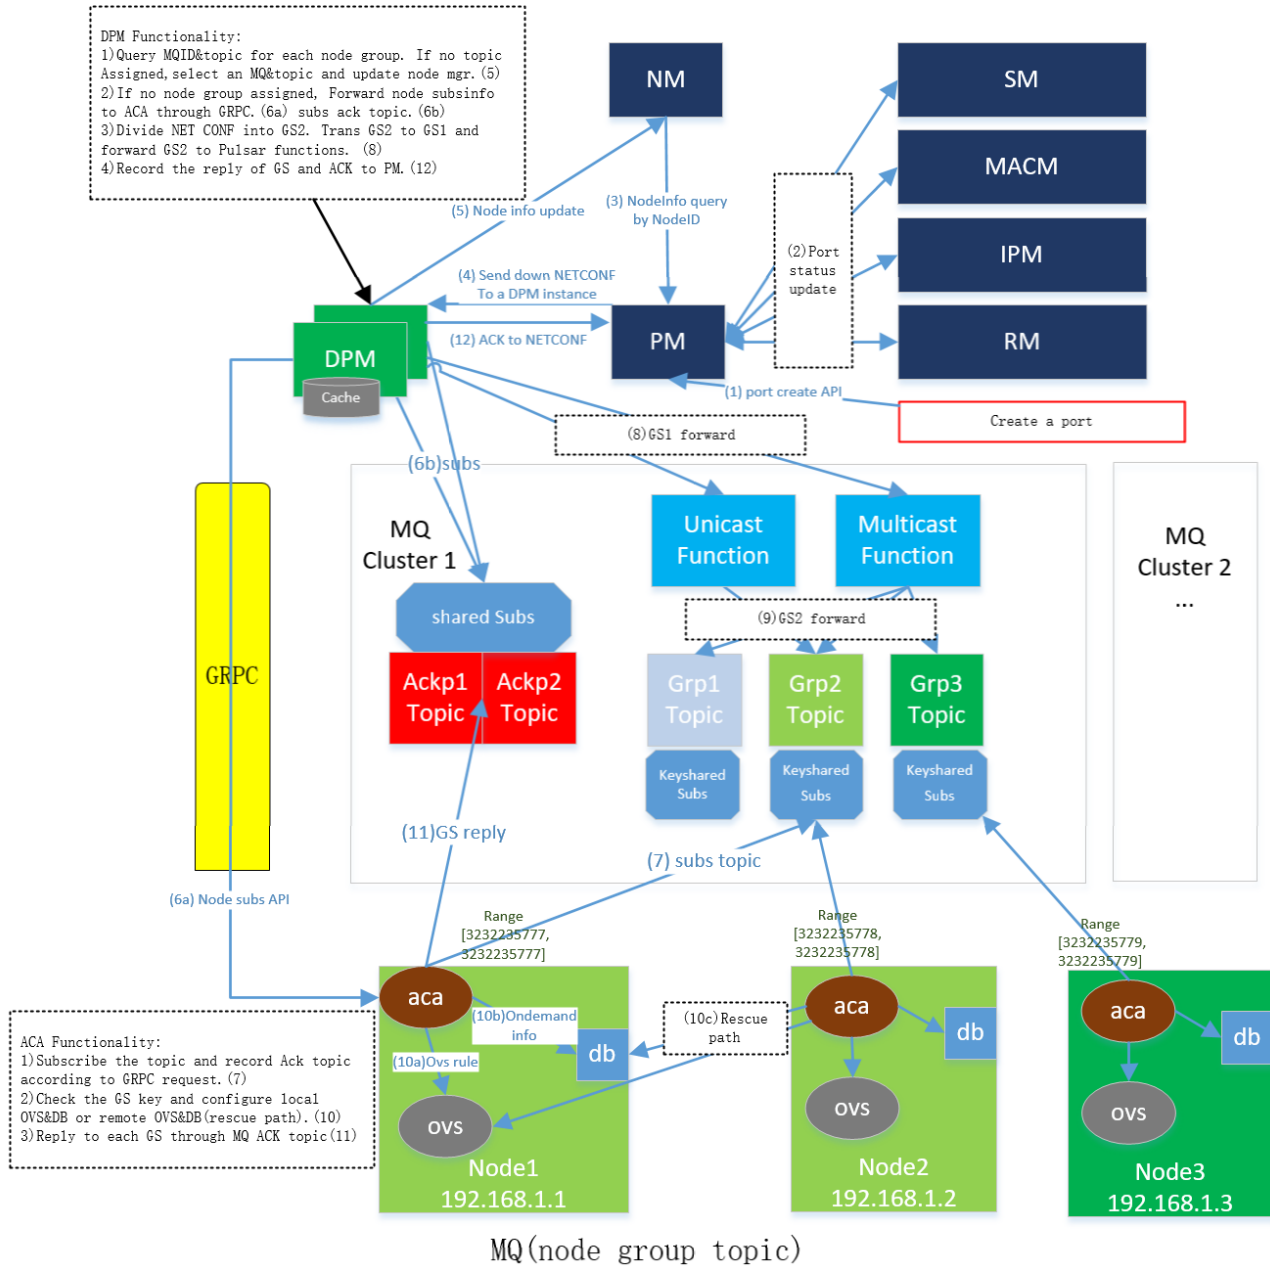 DPM Functionality:
1)Query MQID&topic for each node group. If no topic
Assigned,select an MQ&topic and update node mgr.(5)
2)If no node group assigned, Forward node subsinfo
to ACA through GRPC.(6a) subs ack topic.(6b)
3)Divide NET CONF into GS2. Trans GS2 to GS1 and
forward GS2 to Pulsar functions. (8)
4)Record the reply of GS and ACK to PM.(12)
NM
SM
MACM
IPM
RM
(5) Node info update
(3) NodeInfo query
by NodeID
(2)Port
status
update
(4) Send down NETCONF
To a DPM instance
(12) ACK to NETCONF
PM
DPM
Cache
(1) port create API
Create a port
(8)GS1 forward
(6b)subs
MQ
Cluster 1
Unicast
Function
Multicast
Function
MQ
Cluster 2
...
shared Subs
(9)GS2 forward
GRPC
Ackp1
Topic
Ackp2
Topic
Grp1
Topic
Grp2
Topic
Grp3
Topic
Keyshared
Subs
Keyshared
Subs
Keyshared
Subs
(11)GS reply
(7) subs topic
(6a) Node subs API
Range
[3232235777,
3232235777]
Range
[3232235778,
3232235778]
Range
[3232235779,
3232235779]
aca
(10b)Ondemand
info
db
(10a)Ovs rule
ovs
Node1
192.168.1.1
(10c)Rescue
path
aca
db
ovs
Node2
192.168.1.2
aca
db
ovs
Node3
192.168.1.3
ACA Functionality:
1)Subscribe the topic and record Ack topic
according to GRPC request.(7)
2)Check the GS key and configure local
OVS&DB or remote OVS&DB(rescue path).(10)
3)Reply to each GS through MQ ACK topic(11)
MQ(node group topic)